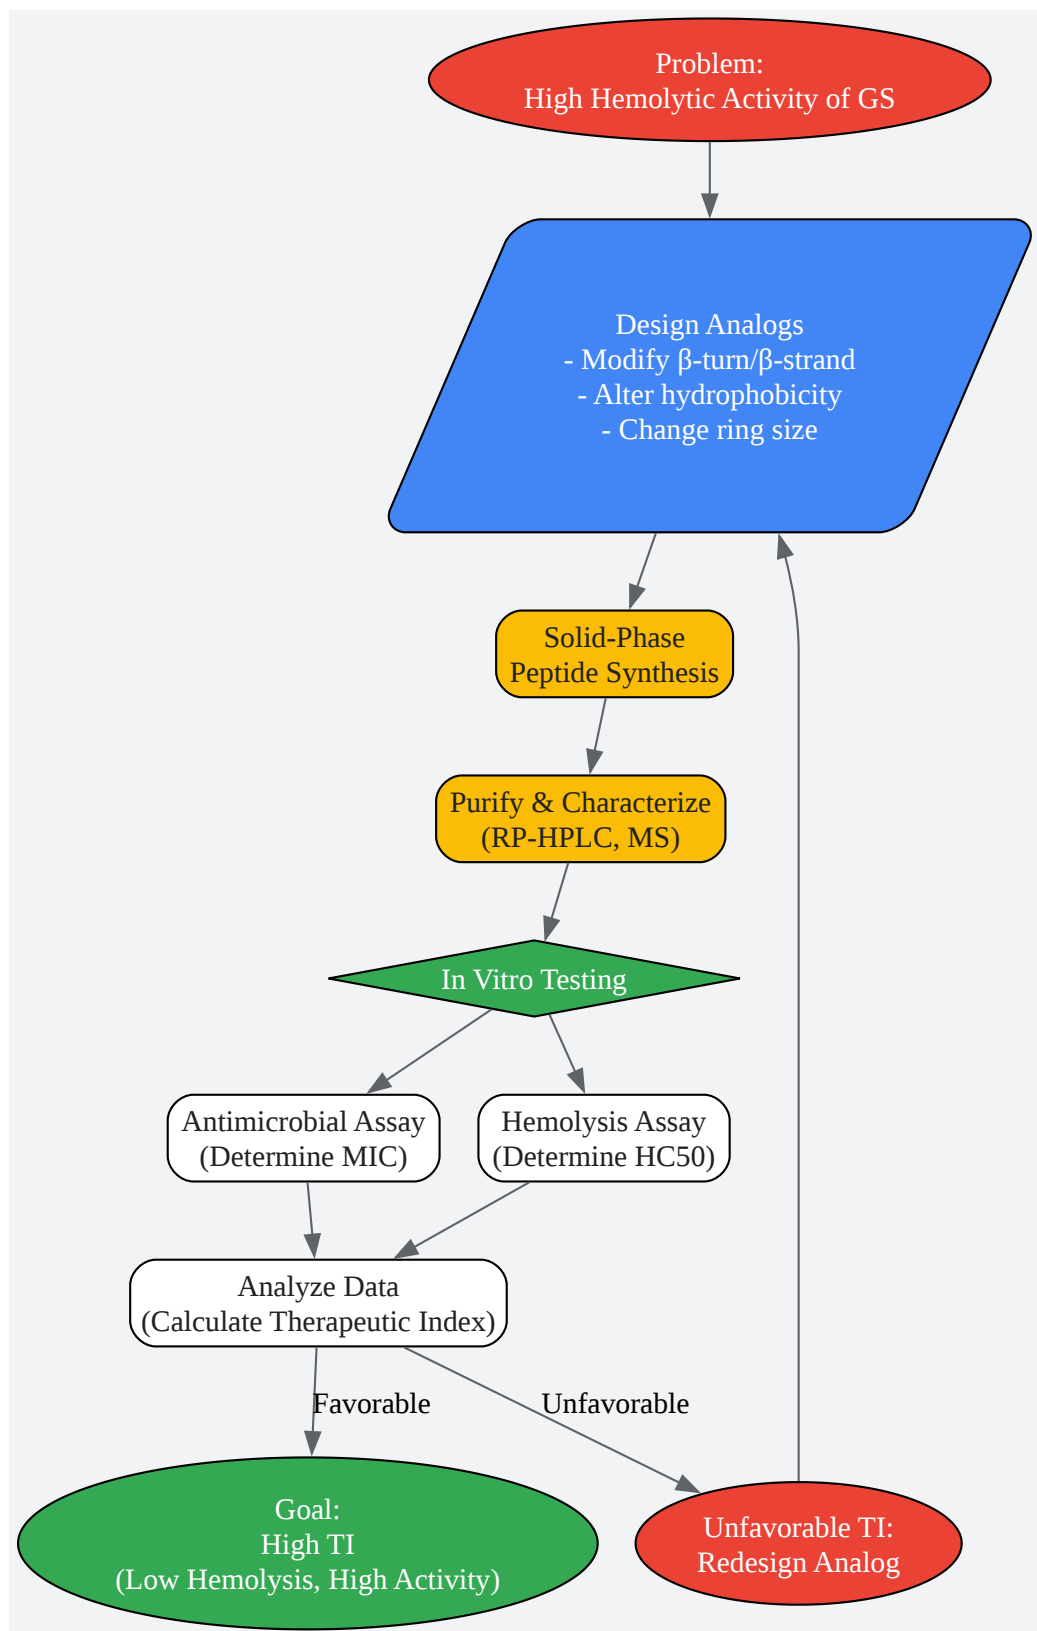 Problem:
High Hemolytic Activity of GS
Design Analogs
- Modify β-turn/β-strand
- Alter hydrophobicity
- Change ring size
Solid-Phase
Peptide Synthesis
Purify & Characterize
(RP-HPLC, MS)
In Vitro Testing
Antimicrobial Assay
(Determine MIC)
Hemolysis Assay
(Determine HC50)
Analyze Data
(Calculate Therapeutic Index)
Favorable
Unfavorable
Goal:
High TI
(Low Hemolysis, High Activity)
Unfavorable TI:
Redesign Analog